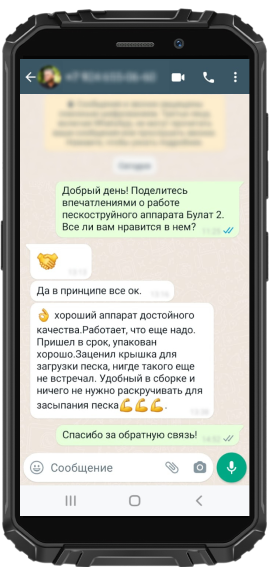 Добрый день! Поделитесь
впечатлениями о работе
пескоструйного аппарата Булат 2.
Все ли вам нравится в нем?
Да в принципе все ок.
👌 хороший аппарат достойного
качества.Работает, что еще надо.
Пришел в срок, упакован
хорошо.Заценил крышка для
загрузки песка, нигде такого еще
не встречал. Удобный в сборке и
ничего не нужно раскручивать для
засыпания песка💪💪💪.
Спасибо за обратную связь!
Сообщение